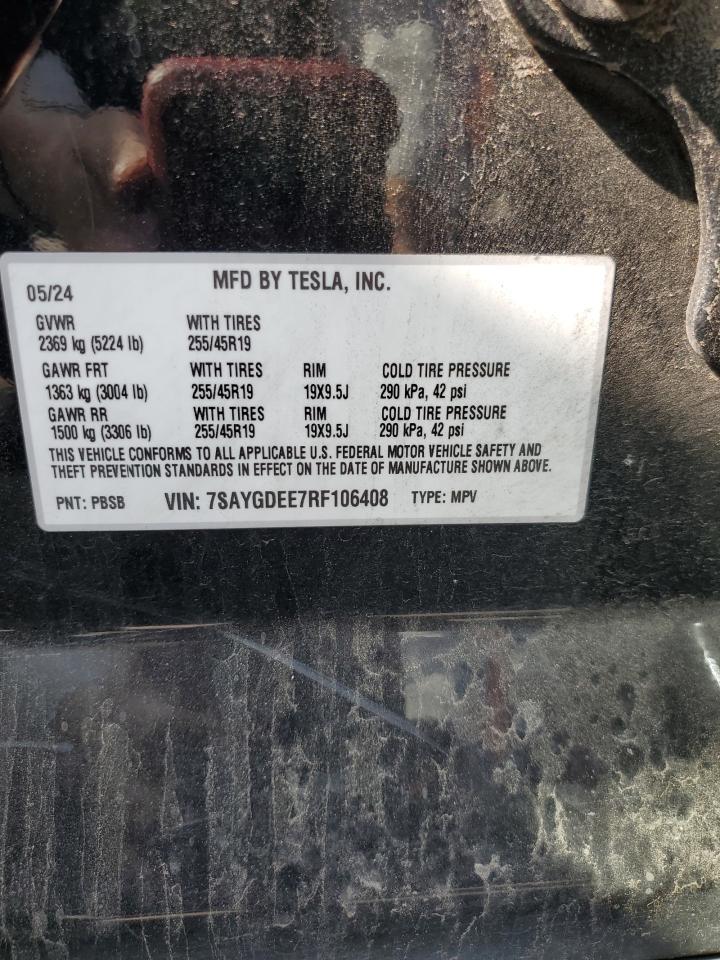 05/24 MFD BY TESLA, INC.
GVWR WITH TIRES
2369 kg (5224 lb) 255/45R19
GAWR FRT WITH TIRES RIM COLD TIRE PRESSURE
1363 kg (3004 lb) 255/45R19 19X9.5J 290 kPa, 42 psi
GAWR RR WITH TIRES RIM COLD TIRE PRESSURE
1500 kg (3306 lb) 255/45R19 19X9.5J 290 kPa, 42 psi
THIS VEHICLE CONFORMS TO ALL APPLICABLE U.S. FEDERAL MOTOR VEHICLE SAFETY AND
THEFT PREVENTION STANDARDS IN EFFECT ON THE DATE OF MANUFACTURE SHOWN ABOVE.
PNT: PBSB VIN: 7SAYGDEE7RF106408 TYPE: MPV